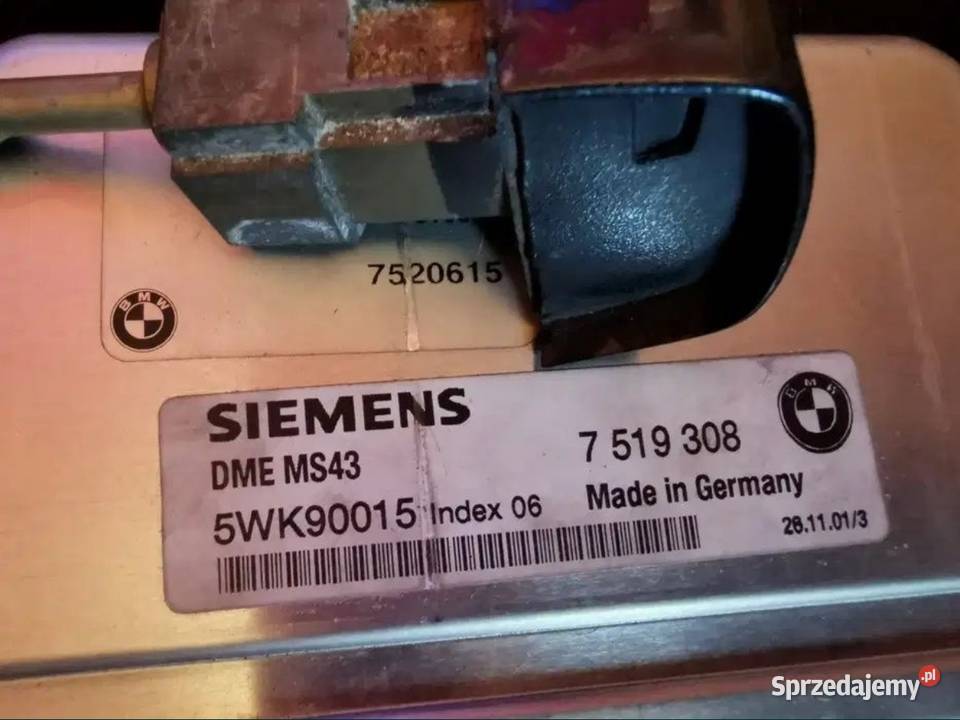 7520615
BMW
SIEMENS
7 519 308
BMW
DME MS43
5WK90015 Index 06
Made in Germany
26.11.01/3
Sprzedajemy.pl